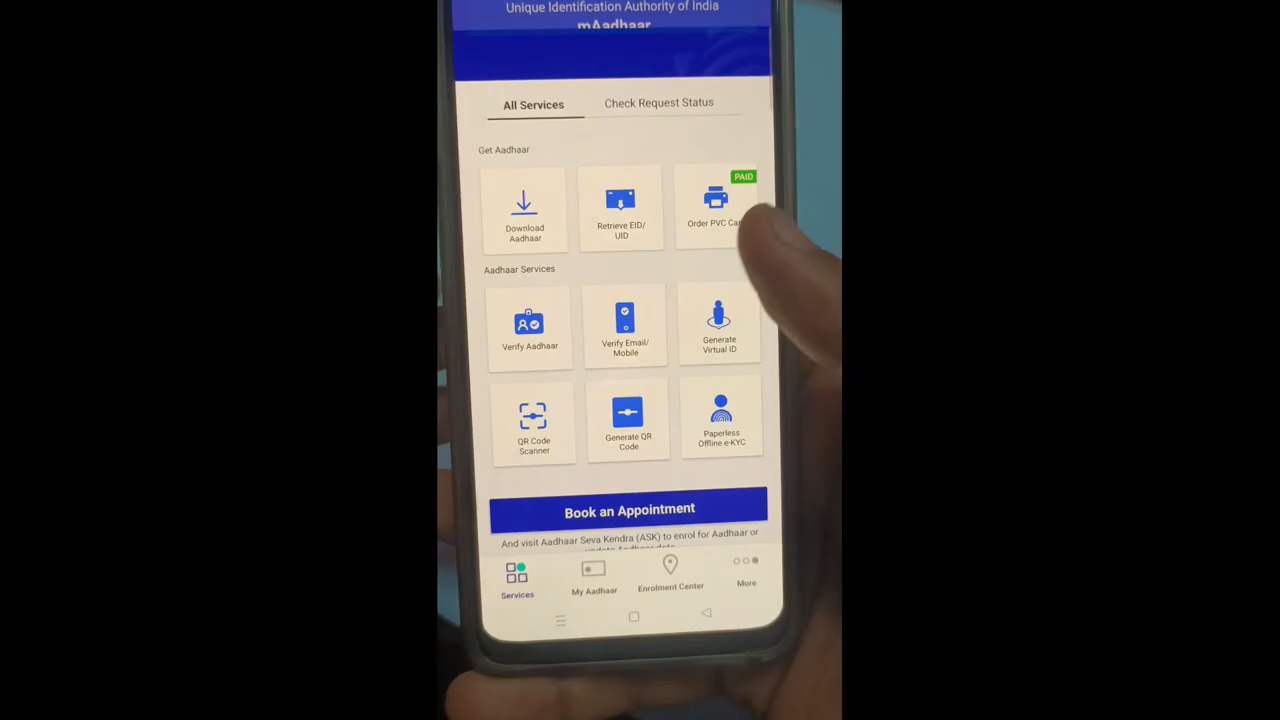 Unique Identification Authority of India
mAadhaar
All Services
Check Request Status
Get Aadhaar
PAID
Download
Aadhaar
Retrieve EID/
UID
Order PVC
Aadhaar Services
Verify Aadhaar
Verify Email/
Mobile
Generate
Virtual ID
QR Code
Scanner
Generate QR
Code
Paperless
Offline e-KYC
Book an Appointment
And visit Aadhaar Seva Kendra (ASK) to enrol for Aadhaar or
update Aadhaar data
Services
My Aadhaar
Enrolment Center
More